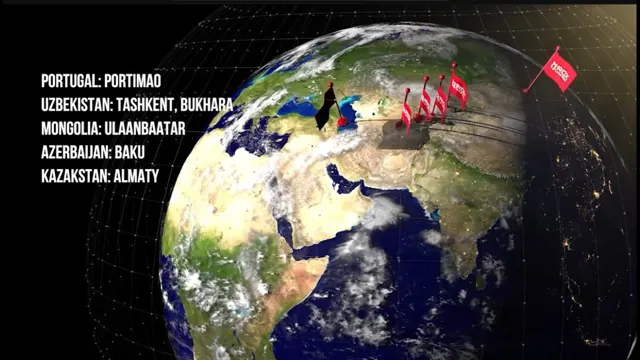 PORTUGAL: PORTIMAO
UZBEKISTAN: TASHKENT, BUKHARA
MONGOLIA: ULAANBAATAR
AZERBAIJAN: BAKU
KAZAKSTAN: ALMATY